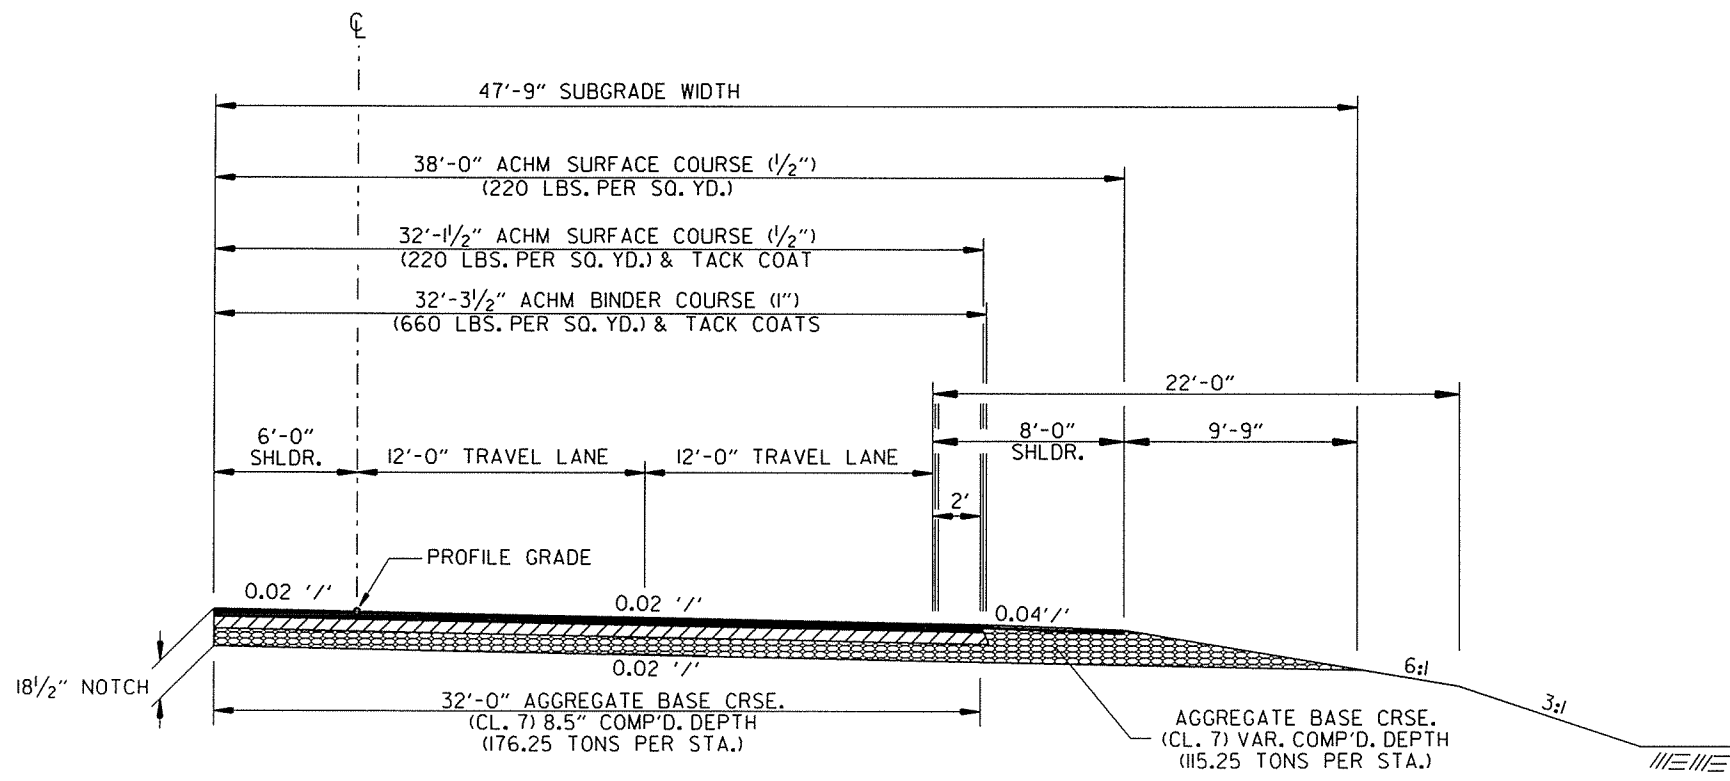 ℄
47'-9" SUBGRADE WIDTH
38'-0" ACHM SURFACE COURSE (1/2")
(220 LBS. PER SQ. YD.)
32'-1 1/2" ACHM SURFACE COURSE (1/2")
(220 LBS. PER SQ. YD.) & TACK COAT
32'-3 1/2" ACHM BINDER COURSE (1")
(660 LBS. PER SQ. YD.) & TACK COATS
22'-0"
6'-0"
SHLDR.
12'-0" TRAVEL LANE
12'-0" TRAVEL LANE
8'-0"
SHLDR.
9'-9"
2'
PROFILE GRADE
0.02 '/'
0.02 '/'
0.04'/'
0.02 '/'
6:1
3:1
18 1/2" NOTCH
32'-0" AGGREGATE BASE CRSE.
(CL. 7) 8.5" COMP'D. DEPTH
(176.25 TONS PER STA.)
AGGREGATE BASE CRSE.
(CL. 7) VAR. COMP'D. DEPTH
(115.25 TONS PER STA.)